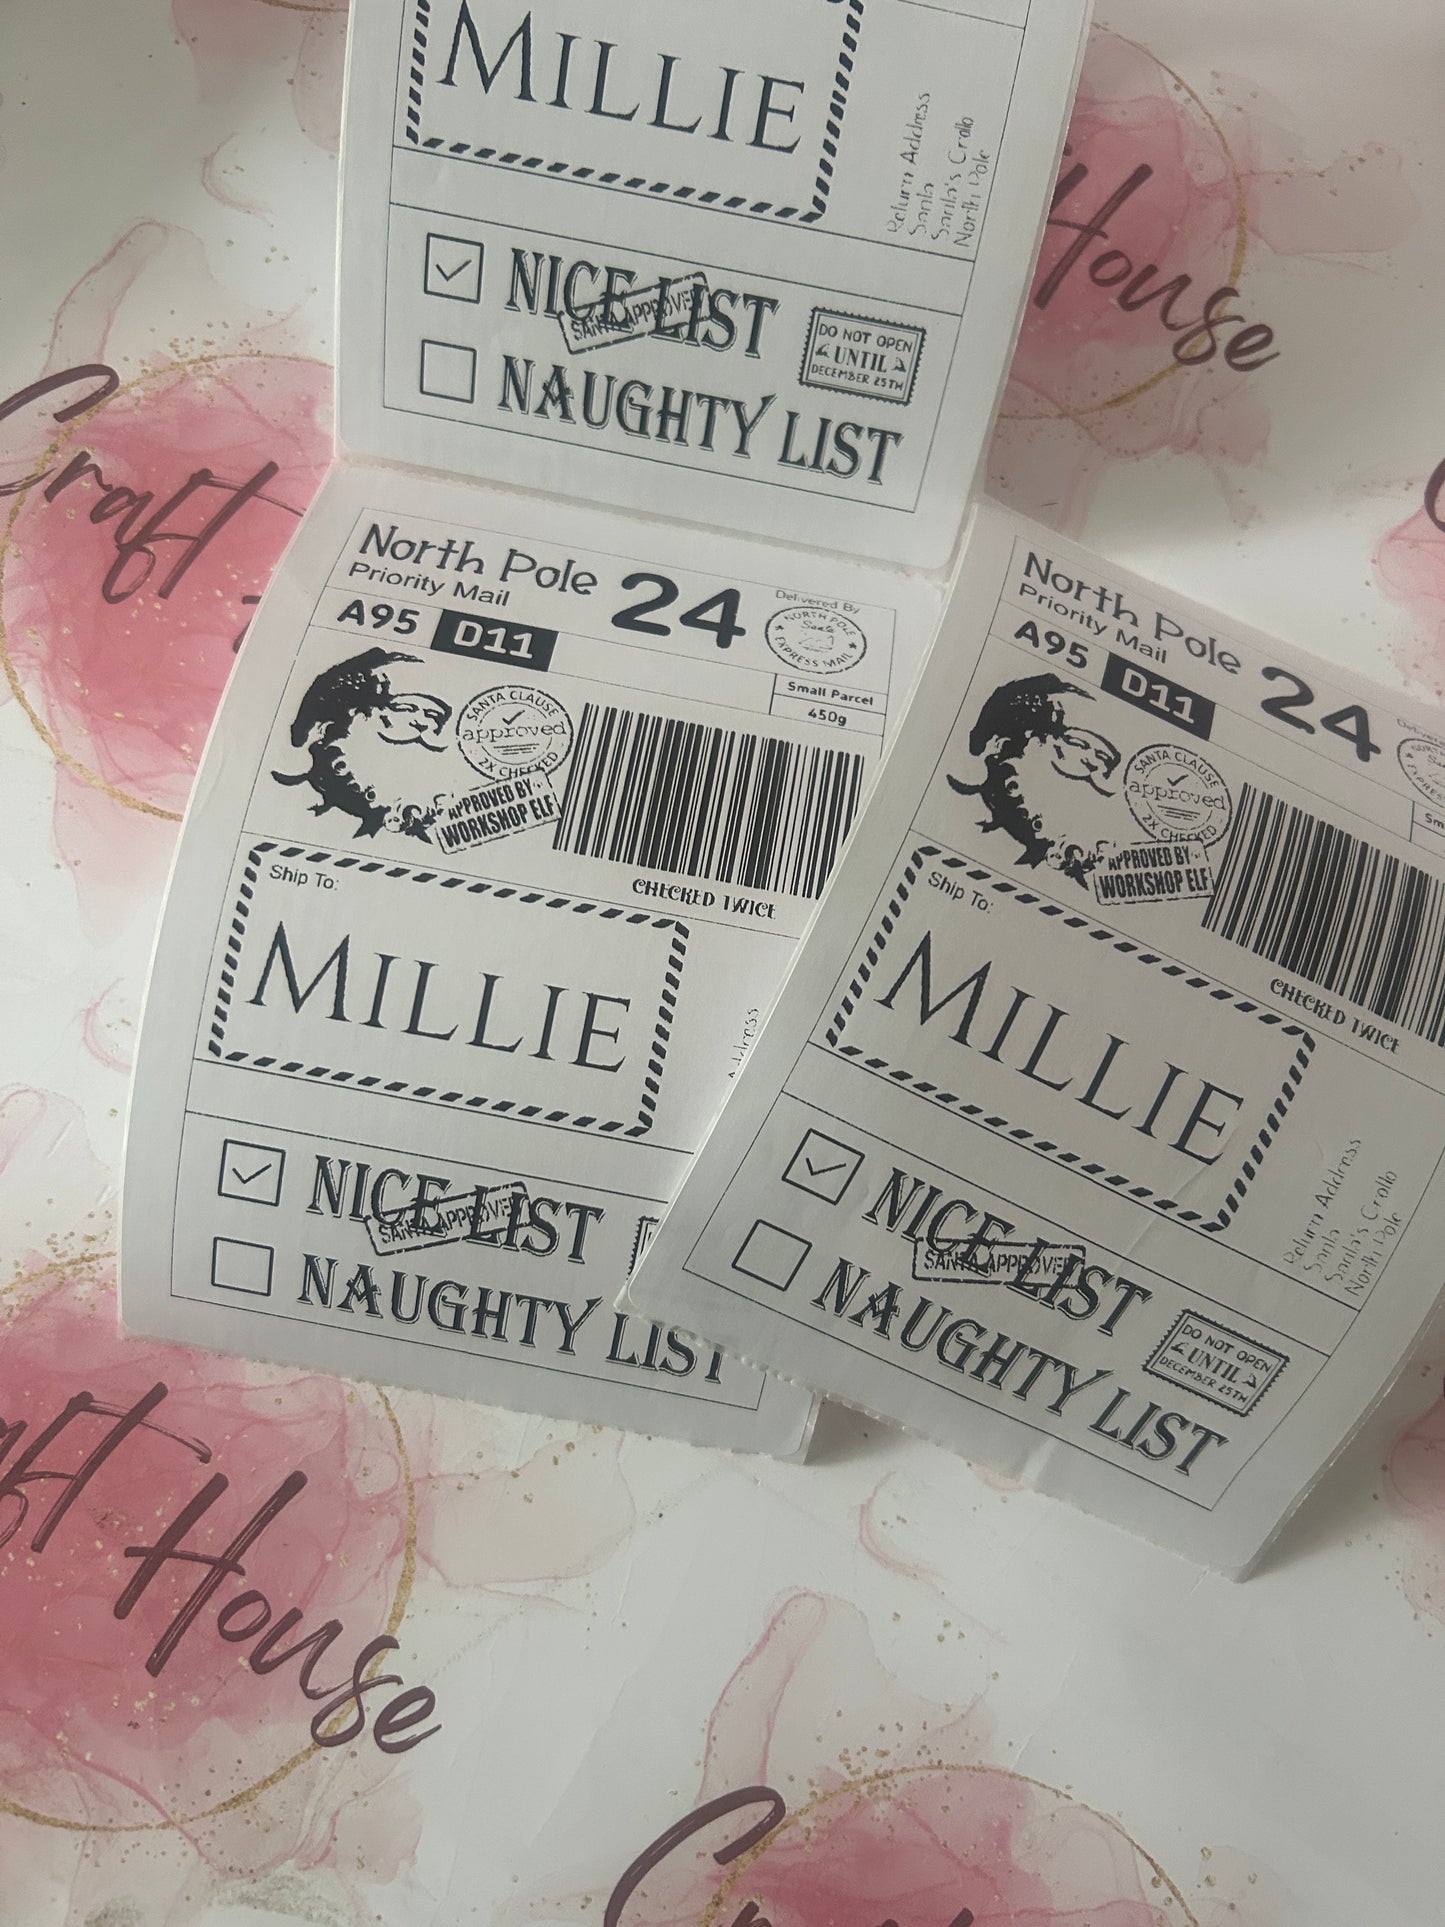 MILLIE
Return Address
Santa
Santa's Grotto
North Pole
NICE LIST
SANTA APPROVED
NAUGHTY LIST
DO NOT OPEN
UNTIL
DECEMBER 25TH
House
Craft
North Pole
Priority Mail
24
Delivered By
NORTH POLE
Santa
EXPRESS MAIL
A95 D11
Small Parcel
450g
SANTA CLAUSE
approved
2X CHECKED
APPROVED BY
WORKSHOP ELF
CHECKED TWICE
Ship To:
MILLIE
Address
NICE LIST
SANTA APPROVED
NAUGHTY LIST
North Pole
Priority Mail
24
A95 D11
SANTA CLAUSE
approved
2X CHECKED
APPROVED BY
WORKSHOP ELF
CHECKED TWICE
Ship To:
MILLIE
Return Address
Santa
Santa's Grotto
North Pole
NICE LIST
SANTA APPROVED
NAUGHTY LIST
DO NOT OPEN
UNTIL
DECEMBER 25TH
House